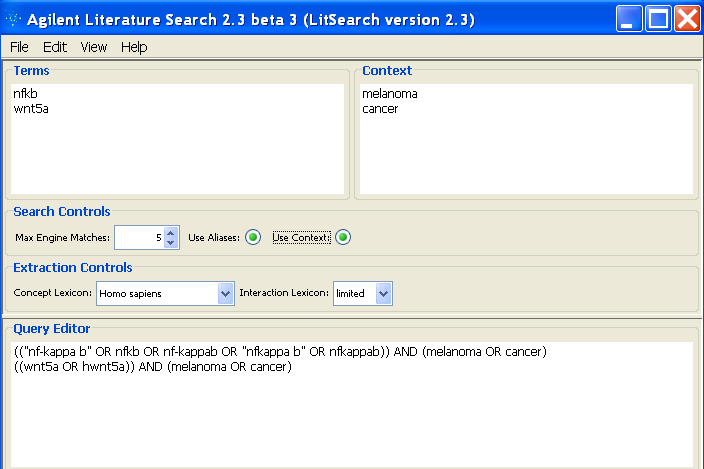 Agilent Literature Search 2.3 beta 3 (LitSearch version 2.3)
File Edit View Help
Terms
nfkb
wnt5a
Context
melanoma
cancer
Search Controls
Max Engine Matches: 5 Use Aliases: Use Context:
Extraction Controls
Concept Lexicon: Homo sapiens Interaction Lexicon: limited
Query Editor
(("nf-kappa b" OR nfkb OR nf-kappab OR "nfkappa b" OR nfkappab)) AND (melanoma OR cancer)
((wnt5a OR hwnt5a)) AND (melanoma OR cancer)